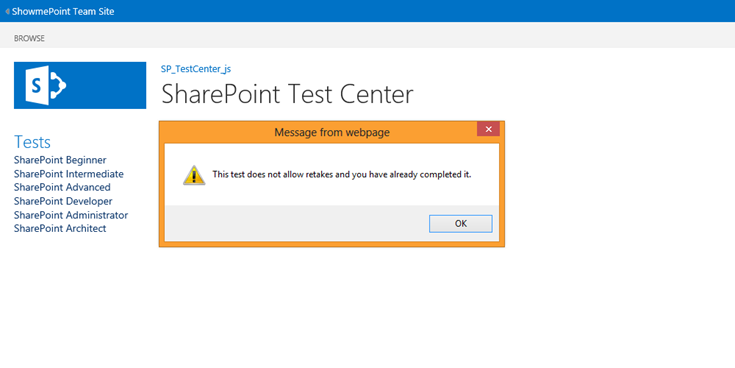 ShowmePoint Team Site
BROWSE
S
SP_TestCenter_js
SharePoint Test Center
Message from webpage
This test does not allow retakes and you have already completed it.
OK
Tests
SharePoint Beginner
SharePoint Intermediate
SharePoint Advanced
SharePoint Developer
SharePoint Administrator
SharePoint Architect